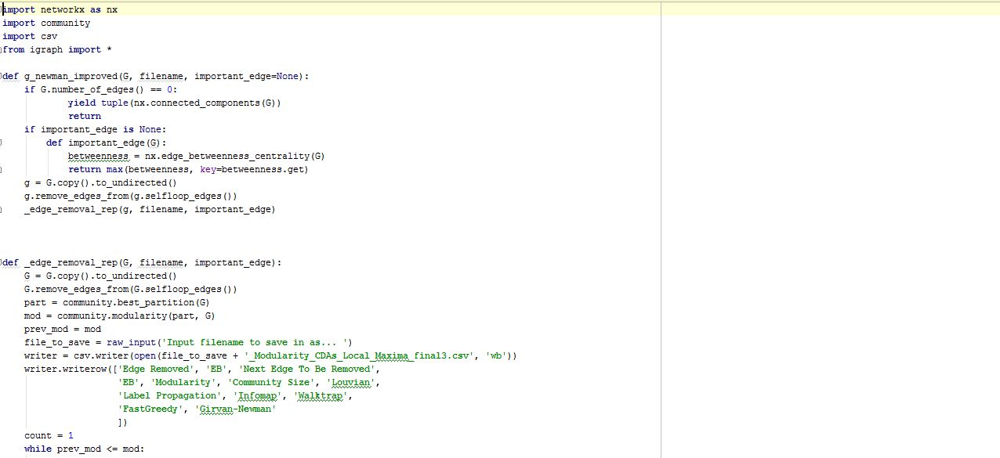 import networkx as nx
import community
import csv
from igraph import *

def g_newman_improved(G, filename, important_edge=None):
    if G.number_of_edges() == 0:
            yield tuple(nx.connected_components(G))
            return
    if important_edge is None:
        def important_edge(G):
            betweenness = nx.edge_betweenness_centrality(G)
            return max(betweenness, key=betweenness.get)
    g = G.copy().to_undirected()
    g.remove_edges_from(g.selfloop_edges())
    _edge_removal_rep(g, filename, important_edge)

def _edge_removal_rep(G, filename, important_edge):
    G = G.copy().to_undirected()
    G.remove_edges_from(G.selfloop_edges())
    part = community.best_partition(G)
    mod = community.modularity(part, G)
    prev_mod = mod
    file_to_save = raw_input('Input filename to save in as... ')
    writer = csv.writer(open(file_to_save + '_Modularity_CDAs_Local_Maxima_final3.csv', 'wb'))
    writer.writerow(['Edge Removed', 'EB', 'Next Edge To Be Removed',
                     'EB', 'Modularity', 'Community Size', 'Louvian',
                     'Label Propagation', 'Infomap', 'Walktrap',
                     'FastGreedy', 'Girvan-Newman'
                     ])
    count = 1
    while prev_mod <= mod: